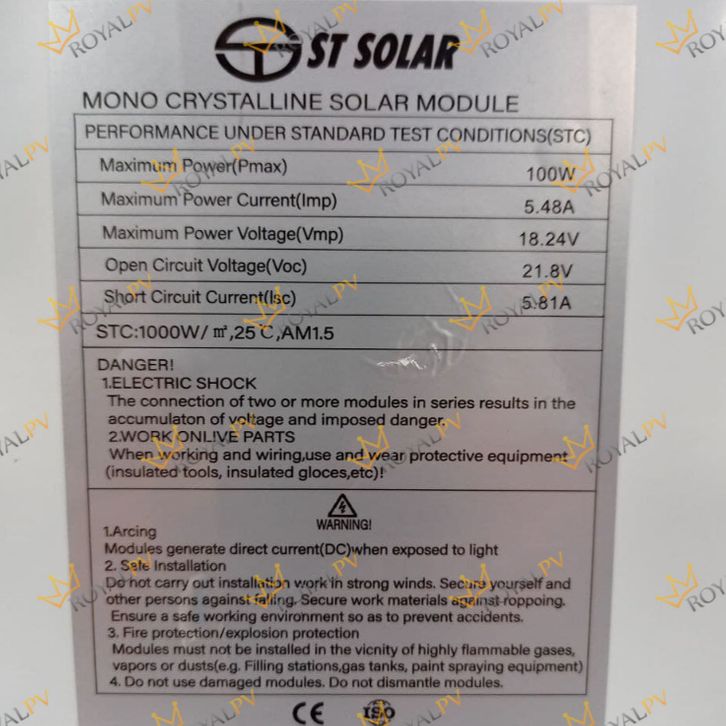 ST SOLAR
MONO CRYSTALLINE SOLAR MODULE
PERFORMANCE UNDER STANDARD TEST CONDITIONS(STC)
Maximum Power(Pmax) 100W
Maximum Power Current(Imp) 5.48A
Maximum Power Voltage(Vmp) 18.24V
Open Circuit Voltage(Voc) 21.8V
Short Circuit Current(Isc) 5.81A
STC:1000W/㎡,25℃,AM1.5
DANGER!
1.ELECTRIC SHOCK
The connection of two or more modules in series results in the
accumulaton of voltage and imposed danger.
2.WORK ONLIVE PARTS
When working and wiring,use and wear protective equipment
(insulated tools, insulated gloces,etc)!
WARNING!
1.Arcing
Modules generate direct current(DC)when exposed to light
2. Safe Installation
Do not carry out installation work in strong winds. Secure yourself and
other persons against falling. Secure work materials against roppoing.
Ensure a safe working environment so as to prevent accidents.
3. Fire protection/explosion protection
Modules must not be installed in the vicnity of highly flammable gases,
vapors or dusts(e.g. Filling stations,gas tanks, paint spraying equipment)
4. Do not use damaged modules. Do not dismantle modules.
CE ISO
ROYALPV